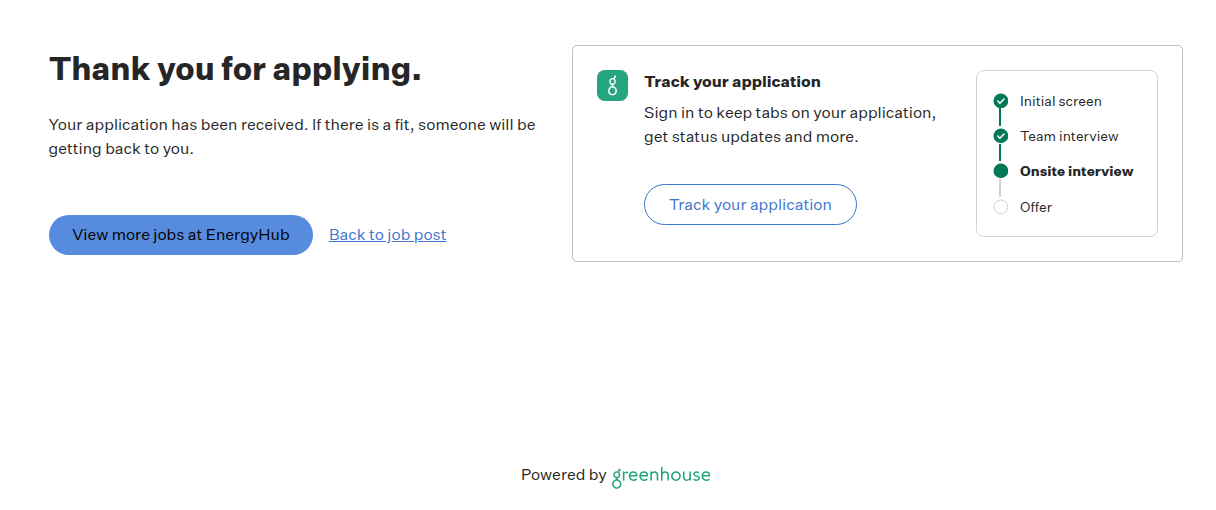 Thank you for applying.
Your application has been received. If there is a fit, someone will be
getting back to you.
View more jobs at EnergyHub
Back to job post
Track your application
Sign in to keep tabs on your application,
get status updates and more.
Track your application
Initial screen
Team interview
Onsite interview
Offer
Powered by greenhouse